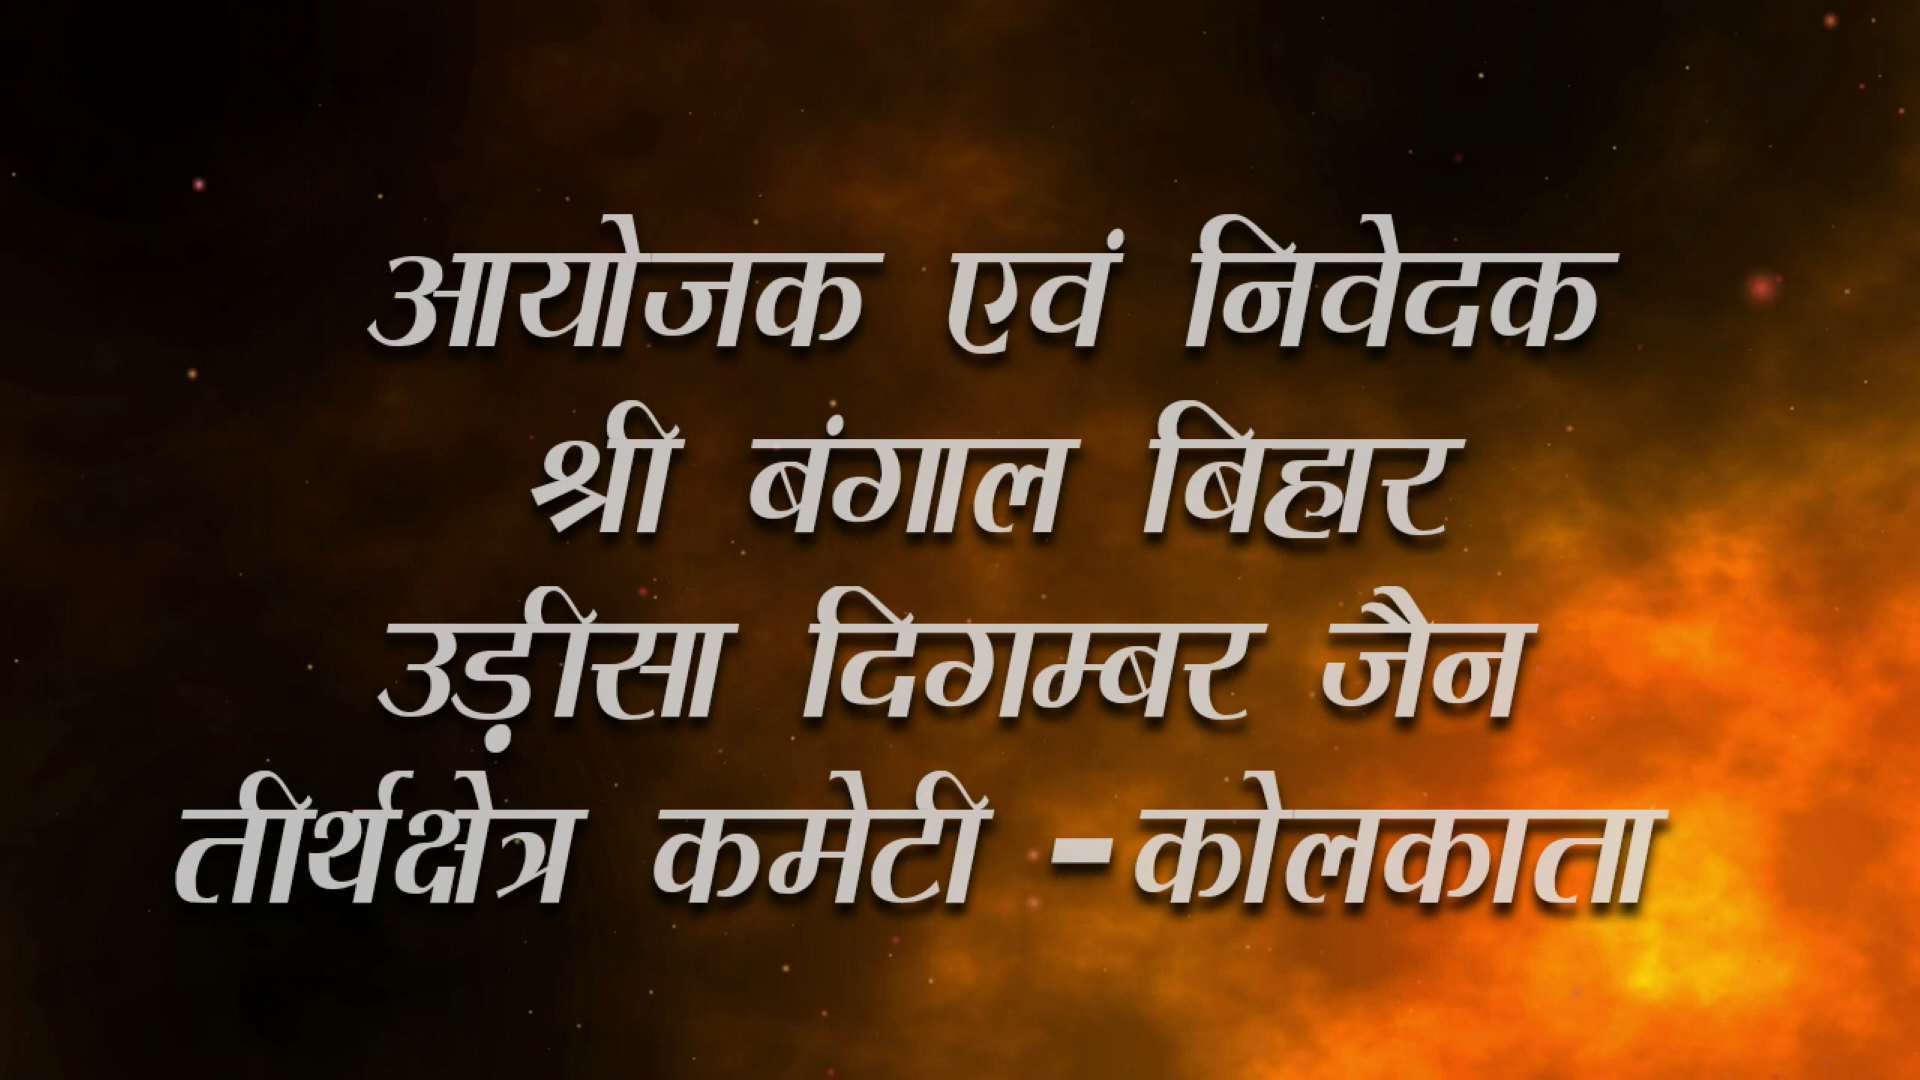 आयोजक एवं निवेदक
श्री बंगाल बिहार
उड़ीसा दिगम्बर जैन
तीर्थक्षेत्र कमेटी - कोलकाता